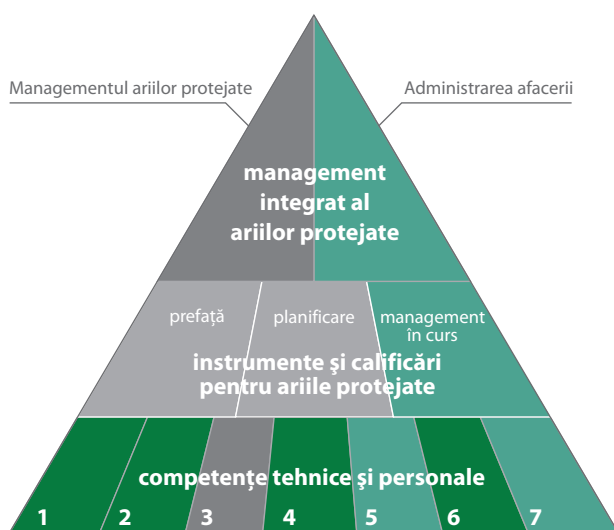 Managementul ariilor protejate
Administrarea afacerii
management
integrat al
ariilor protejate
prefață
planificare
management
în curs
instrumente şi calificări
pentru ariile protejate
competențe tehnice şi personale
1 2 3 4 5 6 7